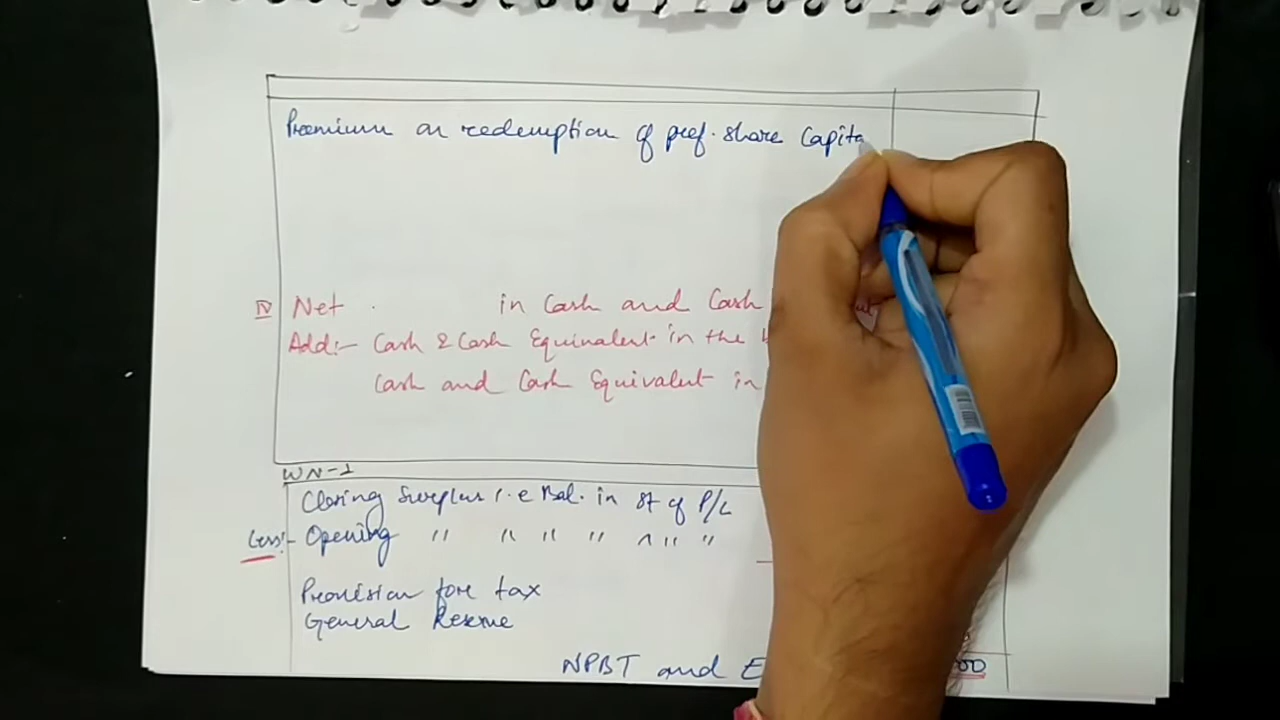 Premium on redemption of pref. share Capita
IV Net . in Cash and Cash
Add:- Cash & Cash Equivalent in the
Cash and Cash Equivalent in
WN-1
Closing Surplus i.e Bal. in St of P/L
Less:- Opening " " " " " " "
Provision for tax
General Reserve
NPBT and E